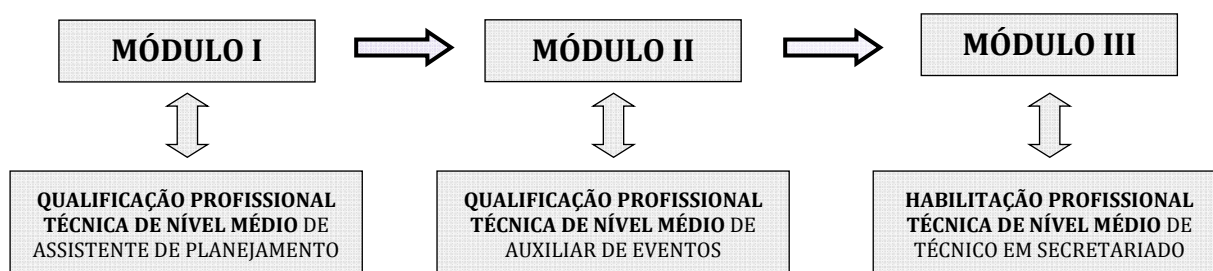 MÓDULO I
MÓDULO II
MÓDULO III
QUALIFICAÇÃO PROFISSIONAL
TÉCNICA DE NÍVEL MÉDIO DE
ASSISTENTE DE PLANEJAMENTO
QUALIFICAÇÃO PROFISSIONAL
TÉCNICA DE NÍVEL MÉDIO DE
AUXILIAR DE EVENTOS
HABILITAÇÃO PROFISSIONAL
TÉCNICA DE NÍVEL MÉDIO DE
TÉCNICO EM SECRETARIADO